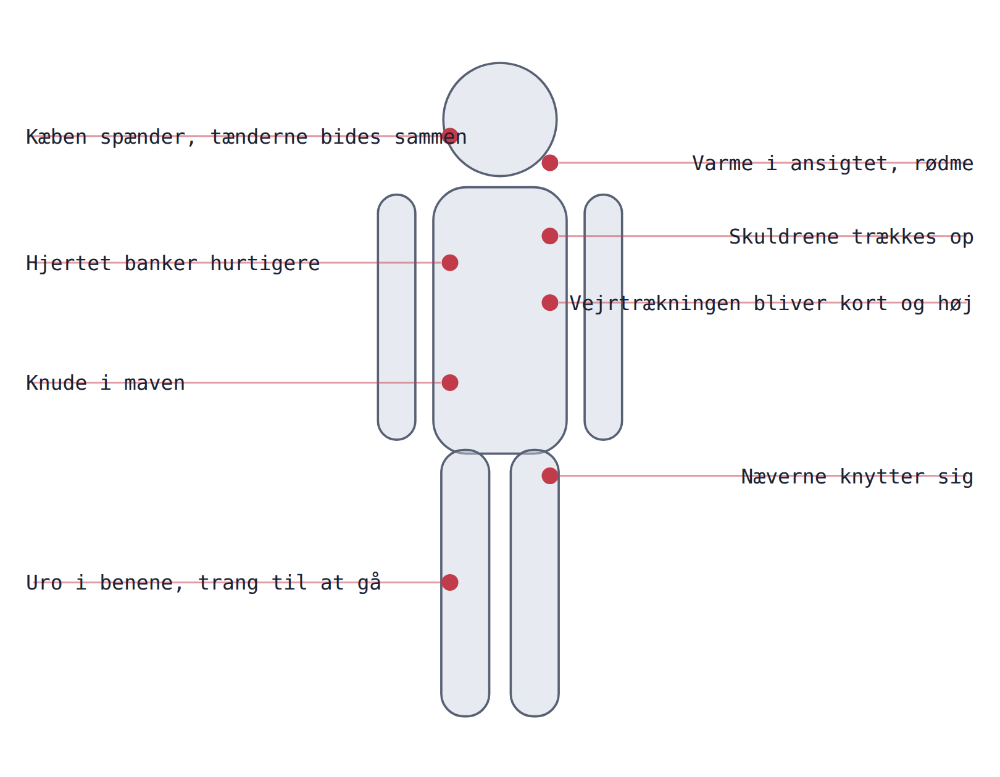 Kæben spænder, tænderne bides sammen
Varme i ansigtet, rødme
Skuldrene trækkes op
Hjertet banker hurtigere
Vejrtrækningen bliver kort og høj
Knude i maven
Næverne knytter sig
Uro i benene, trang til at gå